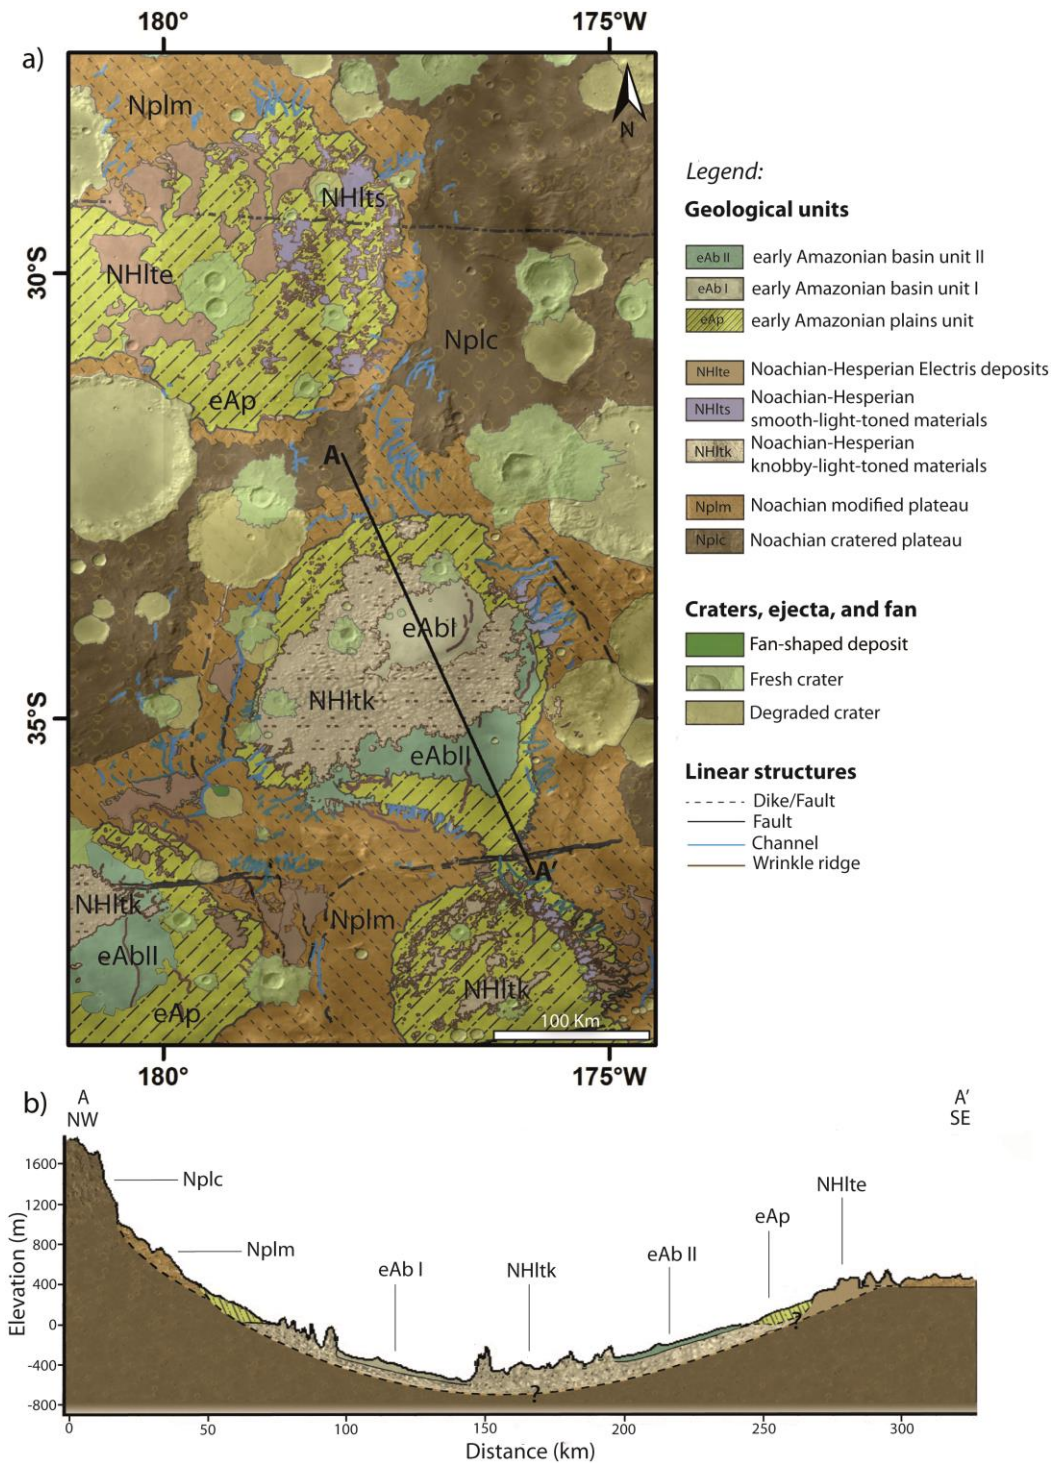 180° 175°W
a)
N
Nplm
NHlts
30°S
NHlte
Nplc
eAp
A
eAbI
NHltk
35°S
eAbII
A'
NHltk
Nplm
eAbII
NHltk
eAp
100 Km
180° 175°W
Legend:
Geological units
eAb II early Amazonian basin unit II
eAb I early Amazonian basin unit I
eAp early Amazonian plains unit
NHlte Noachian-Hesperian Electris deposits
NHlts Noachian-Hesperian
smooth-light-toned materials
NHltk Noachian-Hesperian
knobby-light-toned materials
Nplm Noachian modified plateau
Nplc Noachian cratered plateau
Craters, ejecta, and fan
Fan-shaped deposit
Fresh crater
Degraded crater
Linear structures
Dike/Fault
Fault
Channel
Wrinkle ridge
b)
A A'
NW SE
Nplc
NHlte
eAp
Nplm
eAb II
eAb I
NHltk
?
?
Elevation (m)
1600
1200
800
400
0
-400
-800
0 50 100 150 200 250 300
Distance (km)